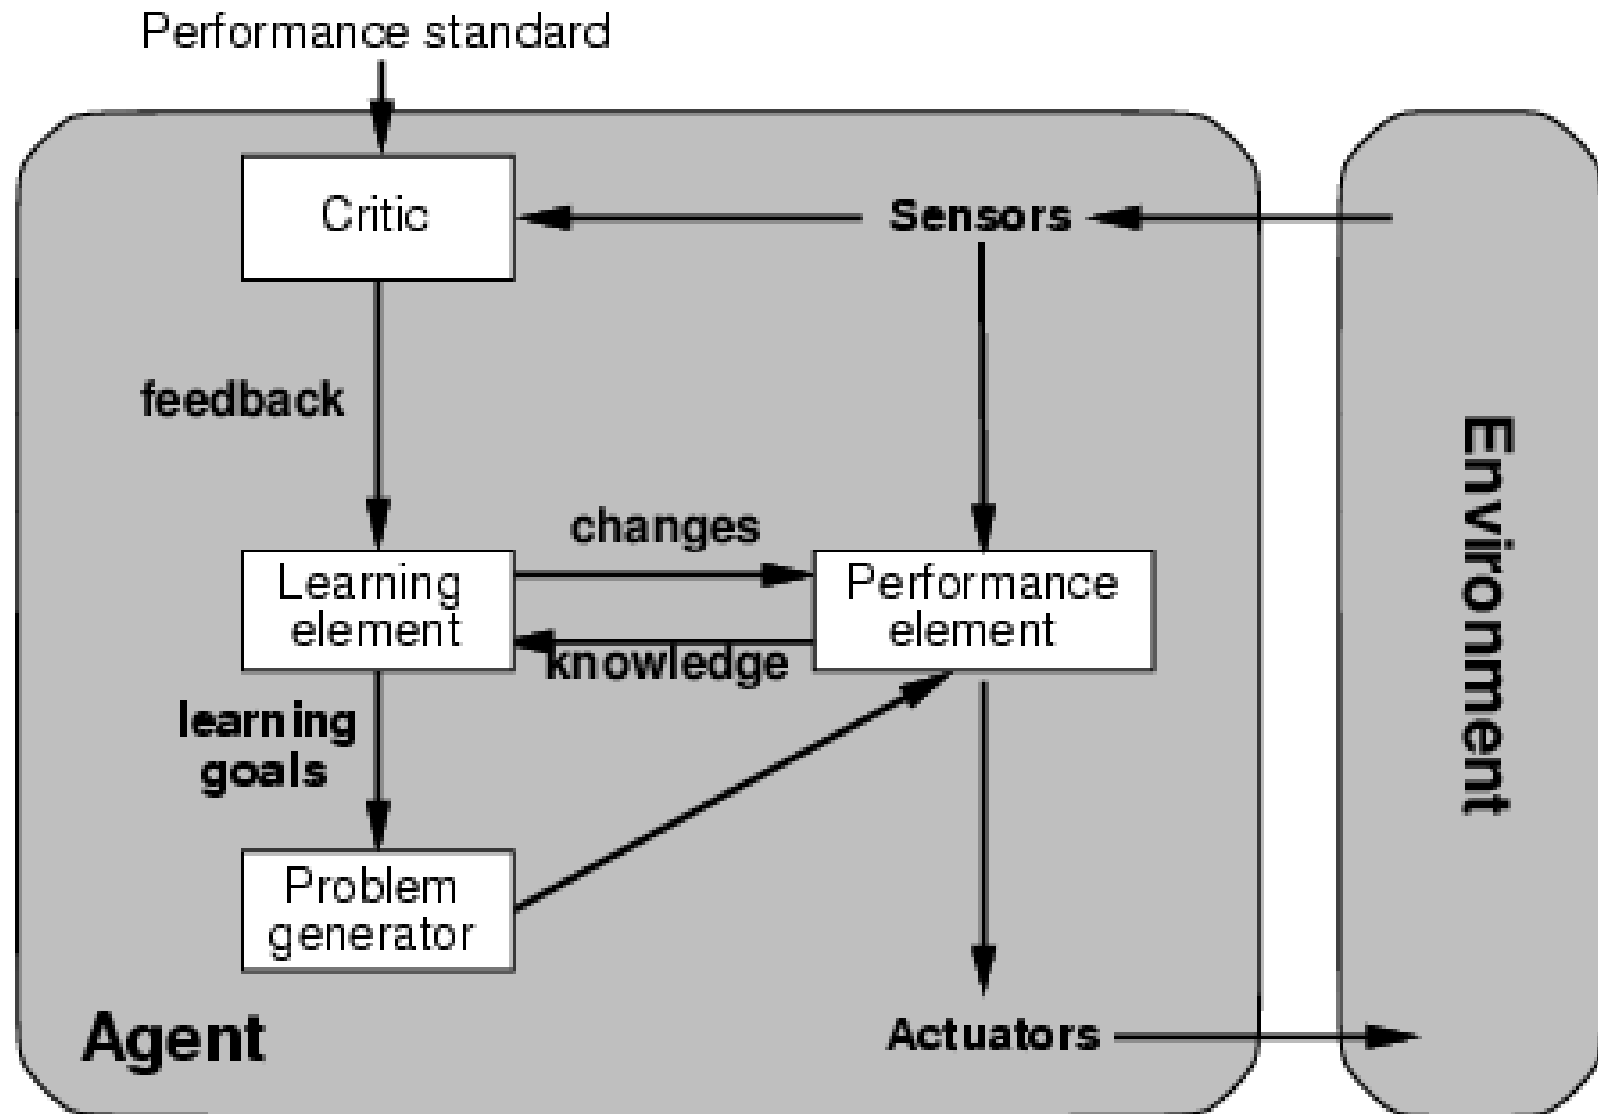 Performance standard
Critic
Sensors
feedback
changes
Learning
element
Performance
element
knowledge
learning
goals
Problem
generator
Agent
Actuators
Environment